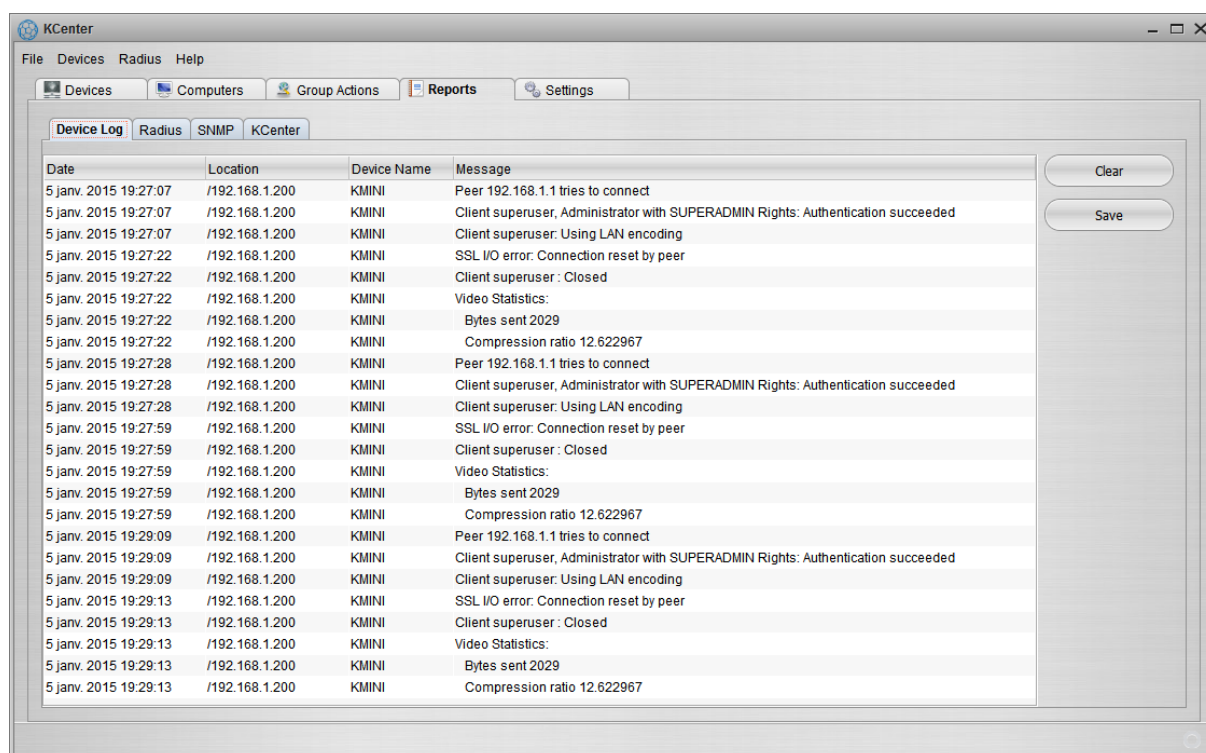 KCenter
File Devices Radius Help
Devices Computers Group Actions Reports Settings
Device Log Radius SNMP KCenter
Date Location Device Name Message
5 janv. 2015 19:27:07 /192.168.1.200 KMINI Peer 192.168.1.1 tries to connect
Clear
5 janv. 2015 19:27:07 /192.168.1.200 KMINI Client superuser, Administrator with SUPERADMIN Rights: Authentication succeeded
Save
5 janv. 2015 19:27:07 /192.168.1.200 KMINI Client superuser: Using LAN encoding
5 janv. 2015 19:27:22 /192.168.1.200 KMINI SSL I/O error: Connection reset by peer
5 janv. 2015 19:27:22 /192.168.1.200 KMINI Client superuser : Closed
5 janv. 2015 19:27:22 /192.168.1.200 KMINI Video Statistics:
5 janv. 2015 19:27:22 /192.168.1.200 KMINI Bytes sent 2029
5 janv. 2015 19:27:22 /192.168.1.200 KMINI Compression ratio 12.622967
5 janv. 2015 19:27:28 /192.168.1.200 KMINI Peer 192.168.1.1 tries to connect
5 janv. 2015 19:27:28 /192.168.1.200 KMINI Client superuser, Administrator with SUPERADMIN Rights: Authentication succeeded
5 janv. 2015 19:27:28 /192.168.1.200 KMINI Client superuser: Using LAN encoding
5 janv. 2015 19:27:59 /192.168.1.200 KMINI SSL I/O error: Connection reset by peer
5 janv. 2015 19:27:59 /192.168.1.200 KMINI Client superuser : Closed
5 janv. 2015 19:27:59 /192.168.1.200 KMINI Video Statistics:
5 janv. 2015 19:27:59 /192.168.1.200 KMINI Bytes sent 2029
5 janv. 2015 19:27:59 /192.168.1.200 KMINI Compression ratio 12.622967
5 janv. 2015 19:29:09 /192.168.1.200 KMINI Peer 192.168.1.1 tries to connect
5 janv. 2015 19:29:09 /192.168.1.200 KMINI Client superuser, Administrator with SUPERADMIN Rights: Authentication succeeded
5 janv. 2015 19:29:09 /192.168.1.200 KMINI Client superuser: Using LAN encoding
5 janv. 2015 19:29:13 /192.168.1.200 KMINI SSL I/O error: Connection reset by peer
5 janv. 2015 19:29:13 /192.168.1.200 KMINI Client superuser : Closed
5 janv. 2015 19:29:13 /192.168.1.200 KMINI Video Statistics:
5 janv. 2015 19:29:13 /192.168.1.200 KMINI Bytes sent 2029
5 janv. 2015 19:29:13 /192.168.1.200 KMINI Compression ratio 12.622967